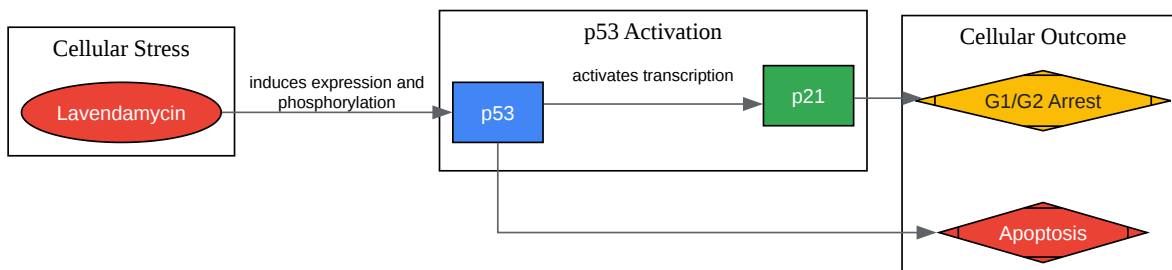 Cellular Stress
Lavendamycin
induces expression and
phosphorylation
p53 Activation
p53
activates transcription
p21
Cellular Outcome
G1/G2 Arrest
Apoptosis